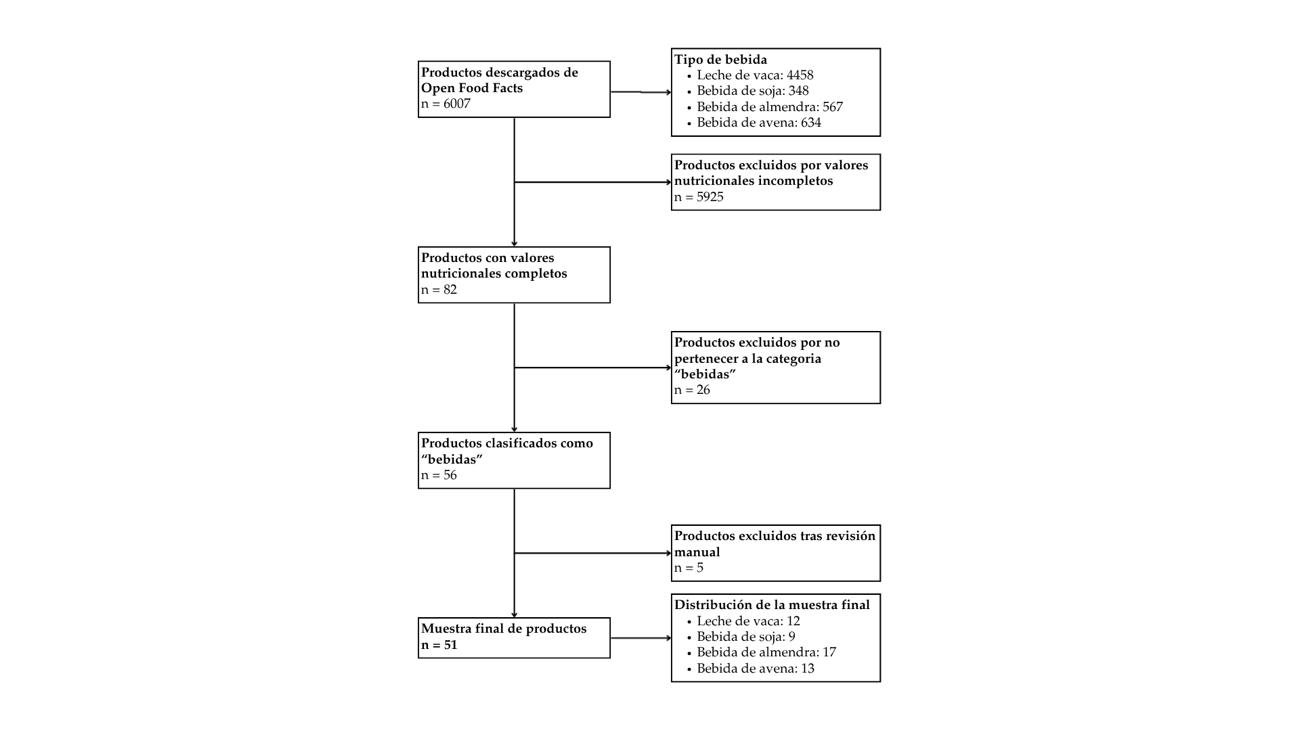 Productos descargados de
Open Food Facts
n = 6007
Tipo de bebida
• Leche de vaca: 4458
• Bebida de soja: 348
• Bebida de almendra: 567
• Bebida de avena: 634
Productos excluidos por valores
nutricionales incompletos
n = 5925
Productos con valores
nutricionales completos
n = 82
Productos excluidos por no
pertenecer a la categoria
“bebidas”
n = 26
Productos clasificados como
“bebidas”
n = 56
Productos excluidos tras revisión
manual
n = 5
Muestra final de productos
n = 51
Distribución de la muestra final
• Leche de vaca: 12
• Bebida de soja: 9
• Bebida de almendra: 17
• Bebida de avena: 13